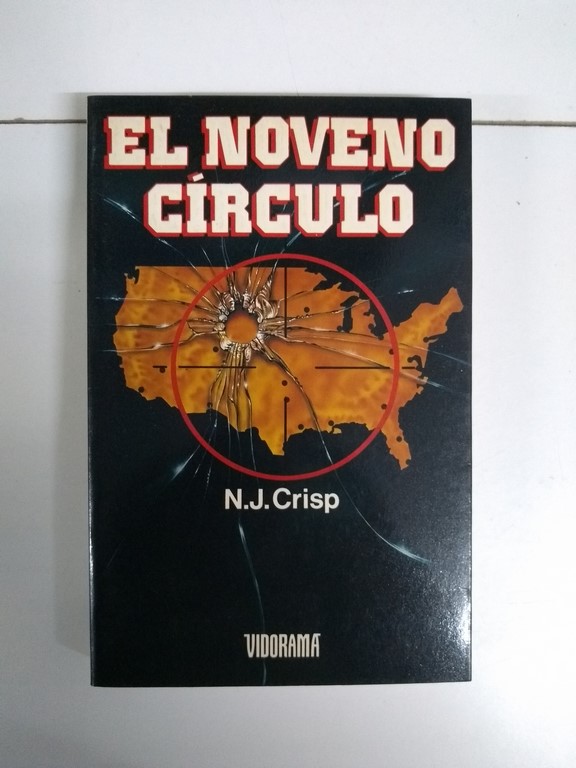 EL NOVENO
CÍRCULO
N.J. Crisp
VIDORAMA